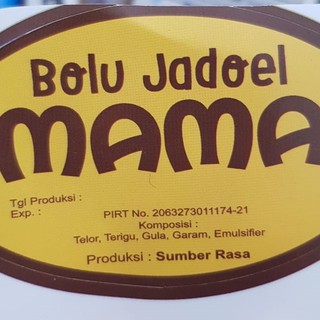 Bolu Jadoel
MAMA
Tgl Produksi :
Exp. :
PIRT No. 2063273011174-21
Komposisi :
Telor, Terigu, Gula, Garam, Emulsifier
Produksi : Sumber Rasa